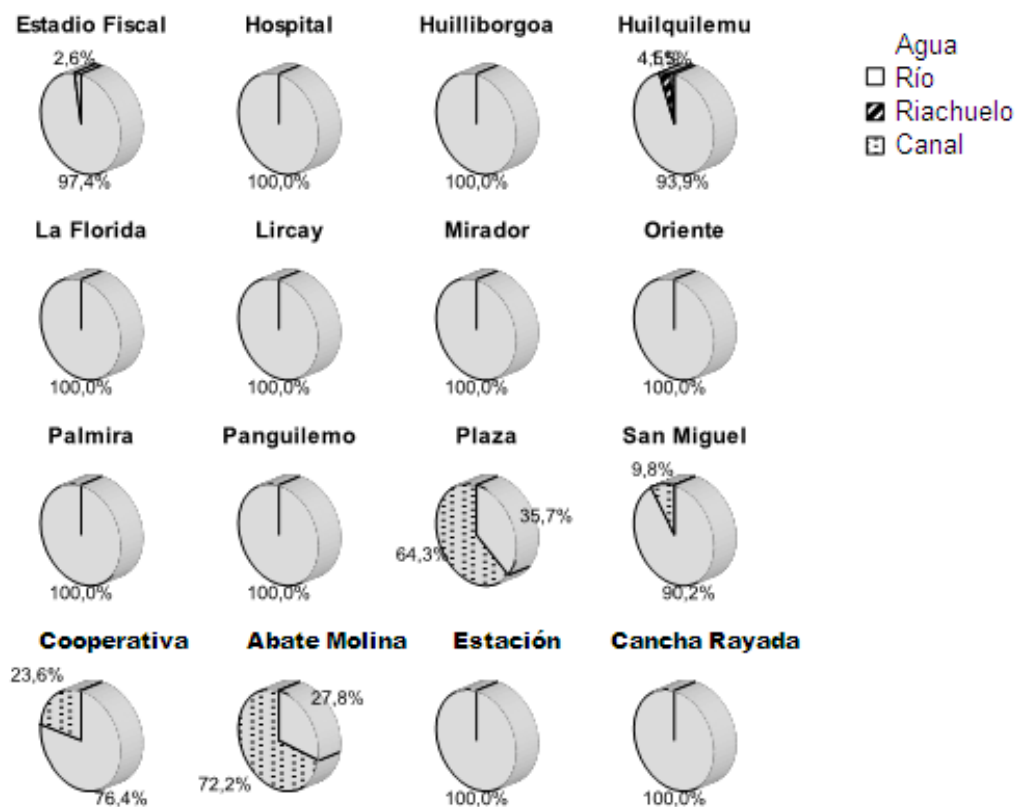 Estadio Fiscal Hospital Huilliborgoa Huilquilemu
2,6%
97,4% 100,0% 100,0% 93,9%
Agua
Río
Riachuelo
Canal
La Florida Lircay Mirador Oriente
100,0% 100,0% 100,0% 100,0%
Palmira Panguilemo Plaza San Miguel
9,8%
35,7%
64,3%
100,0% 100,0% 90,2%
Cooperativa Abate Molina Estación Cancha Rayada
23,6% 27,8%
76,4% 72,2% 100,0% 100,0%